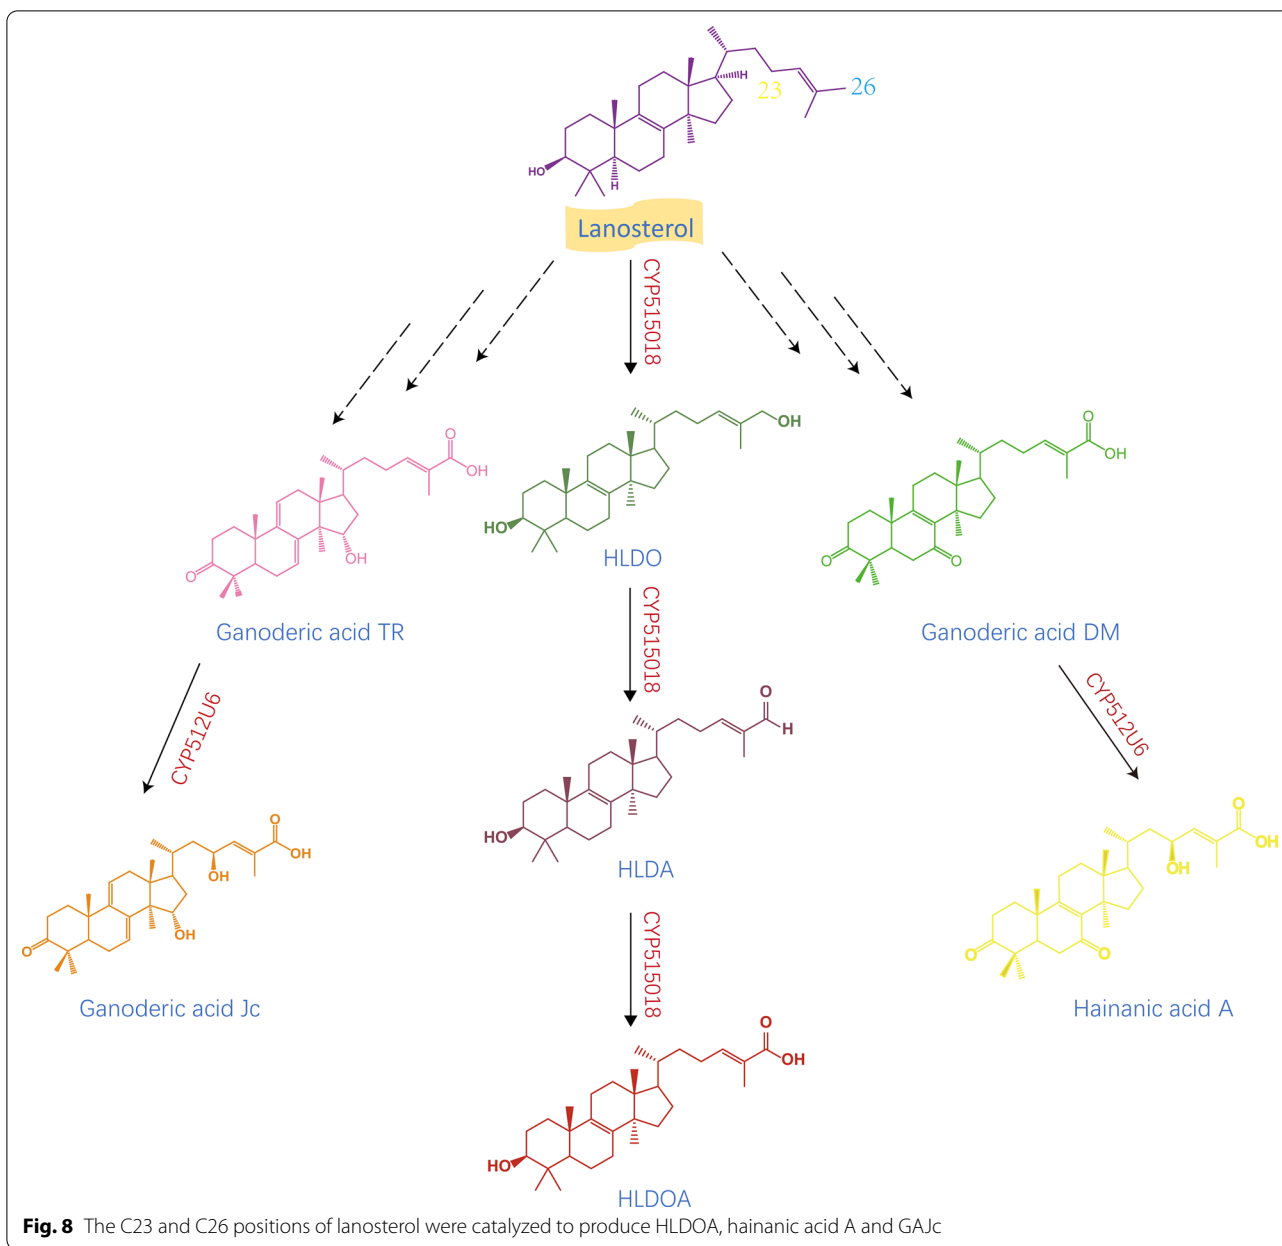 23
26
H
HO
H
Lanosterol
CYP515018
OH
HO
HLDO
O
OH
O
OH
Ganoderic acid TR
O
OH
O
O
Ganoderic acid DM
CYP515018
CYP512U6
CYP512U6
O
H
HO
HLDA
O
OH
OH
OH
O
Ganoderic acid Jc
O
OH
OH
O
O
Hainanic acid A
CYP515018
O
OH
HO
HLDOA
Fig. 8 The C23 and C26 positions of lanosterol were catalyzed to produce HLDOA, hainanic acid A and GAJc